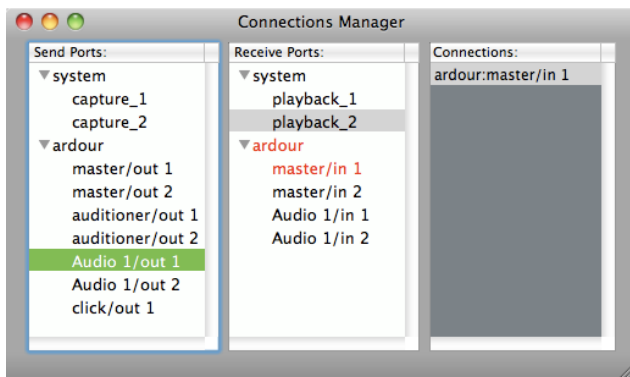 Connections Manager
Send Ports:
system
capture_1
capture_2
ardour
master/out 1
master/out 2
auditioner/out 1
auditioner/out 2
Audio 1/out 1
Audio 1/out 2
click/out 1
Receive Ports:
system
playback_1
playback_2
ardour
master/in 1
master/in 2
Audio 1/in 1
Audio 1/in 2
Connections:
ardour:master/in 1